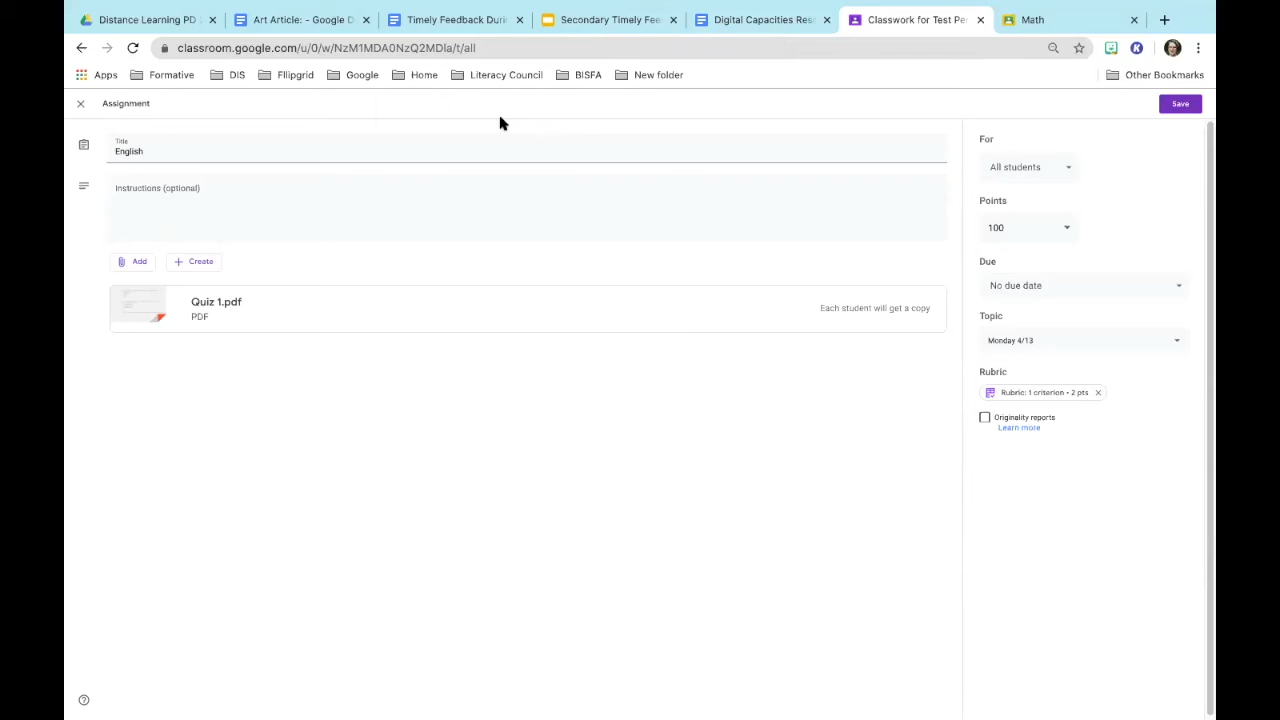 Distance Learning PD
Art Article: - Google D
Timely Feedback Duri
Secondary Timely Fee
Digital Capacities Res
Classwork for Test Pe
Math
classroom.google.com/u/0/w/NzM1MDA0NzQ2MDla/t/all
Apps
Formative
DIS
Fllipgrid
Google
Home
Literacy Council
BISFA
New folder
Other Bookmarks
Assignment
Save
Title
English
Instructions (optional)
Add
Create
Quiz 1.pdf
PDF
Each student will get a copy
For
All students
Points
100
Due
No due date
Topic
Monday 4/13
Rubric
Rubric: 1 criterion • 2 pts
Originality reports
Learn more